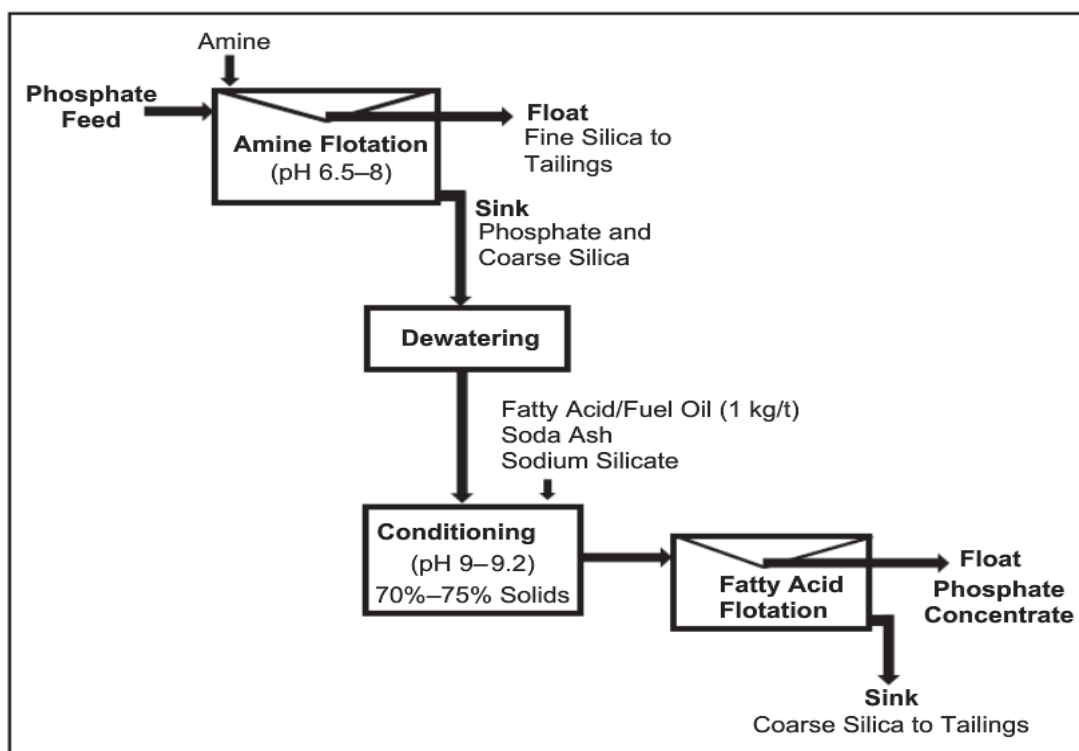 Amine
Phosphate
Feed
Amine Flotation
(pH 6.5–8)
Float
Fine Silica to
Tailings
Sink
Phosphate and
Coarse Silica
Dewatering
Fatty Acid/Fuel Oil (1 kg/t)
Soda Ash
Sodium Silicate
Conditioning
(pH 9–9.2)
70%–75% Solids
Fatty Acid
Flotation
Float
Phosphate
Concentrate
Sink
Coarse Silica to Tailings